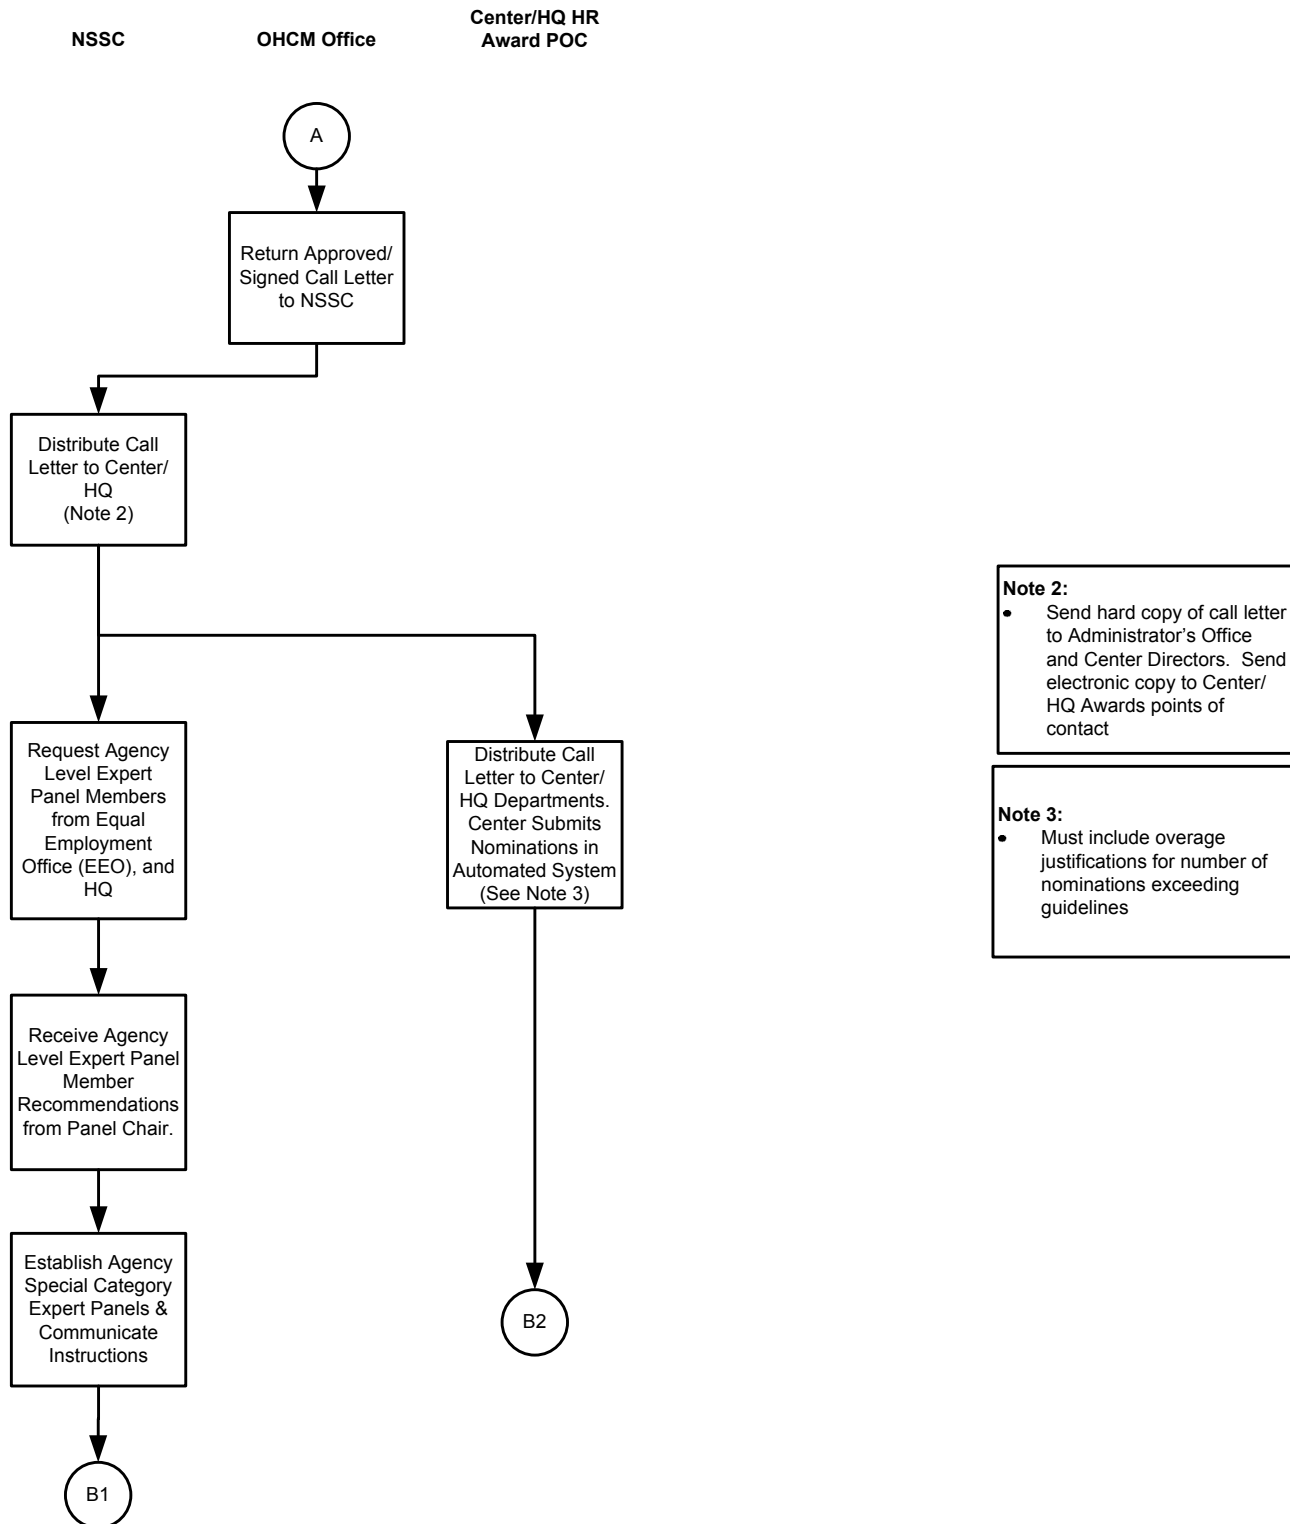 NSSC
OHCM Office
Center/HQ HR
Award POC
A
Return Approved/
Signed Call Letter
to NSSC
Distribute Call
Letter to Center/
HQ
(Note 2)
Request Agency
Level Expert
Panel Members
from Equal
Employment
Office (EEO), and
HQ
Distribute Call
Letter to Center/
HQ Departments.
Center Submits
Nominations in
Automated System
(See Note 3)
Receive Agency
Level Expert Panel
Member
Recommendations
from Panel Chair.
Establish Agency
Special Category
Expert Panels &
Communicate
Instructions
B2
B1
Note 2:
• Send hard copy of call letter
to Administrator’s Office
and Center Directors. Send
electronic copy to Center/
HQ Awards points of
contact
Note 3:
• Must include overage
justifications for number of
nominations exceeding
guidelines